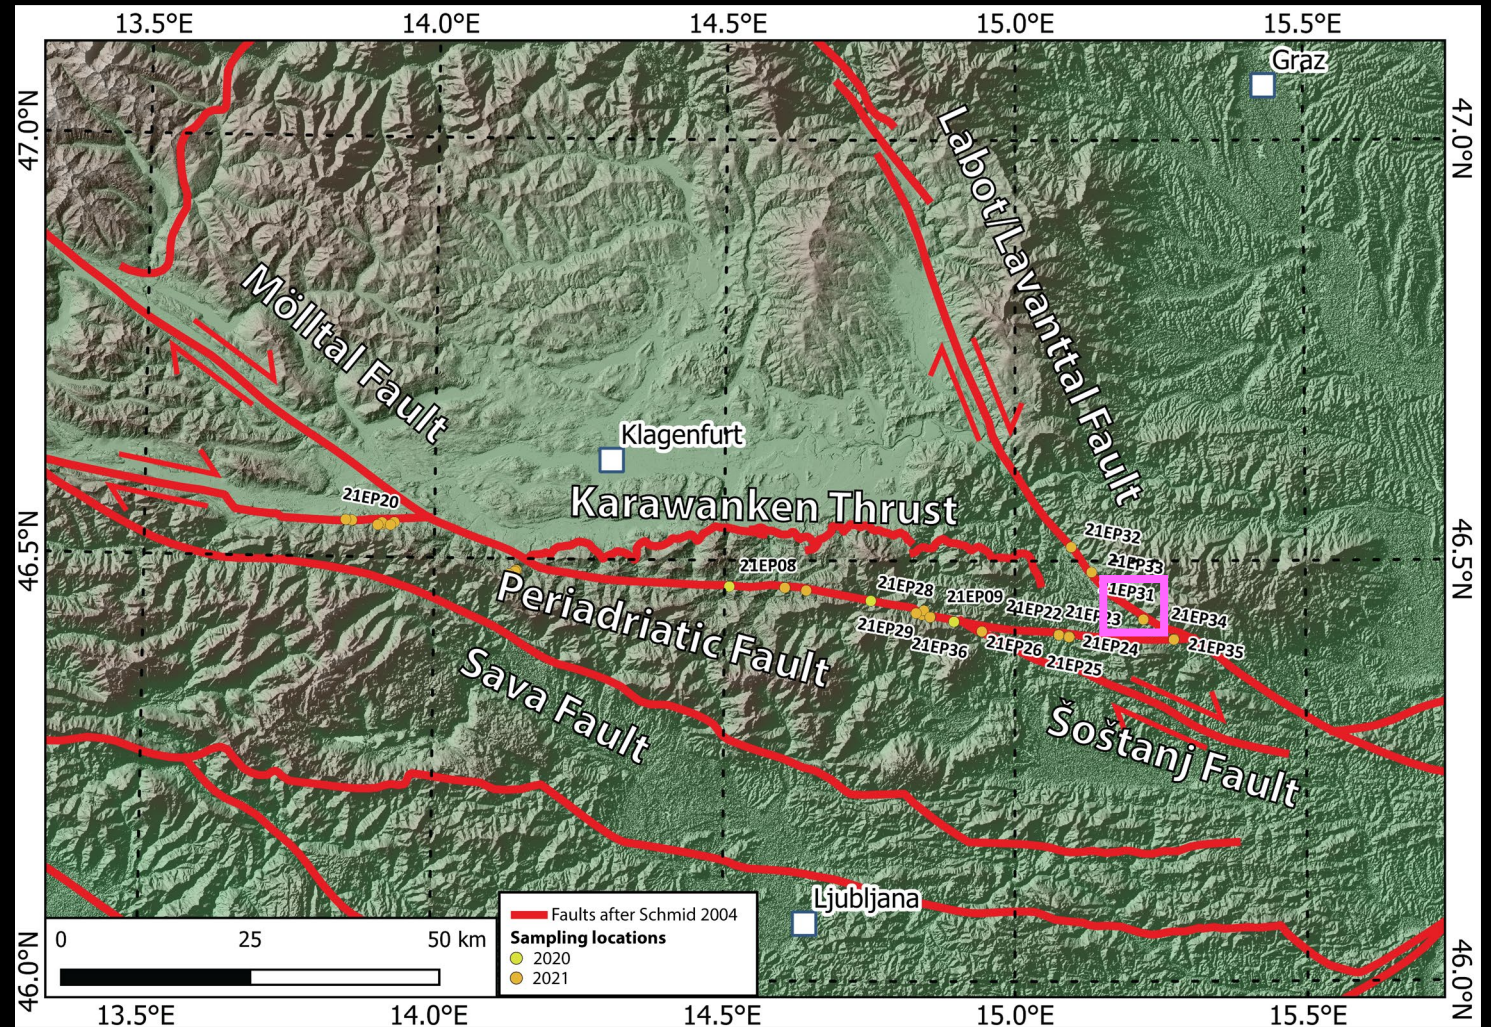 13.5°E
14.0°E
14.5°E
15.0°E
15.5°E
Graz
47.0°N
47.0°N
Labot/Lavanttal Fault
Mölltal Fault
Klagenfurt
Karawanken Thrust
21EP20
46.5°N
46.5°N
21EP32
21EP33
21EP08
1EP31
21EP28
21EP09
21EP22
21EP23
21EP34
Periadriatic Fault
21EP29
21EP36
21EP26
21EP24
21EP35
21EP25
Sava Fault
Šoštanj Fault
Ljubljana
Faults after Schmid 2004
Sampling locations
2020
2021
0
25
50 km
46.0°N
46.0°N
13.5°E
14.0°E
14.5°E
15.0°E
15.5°E